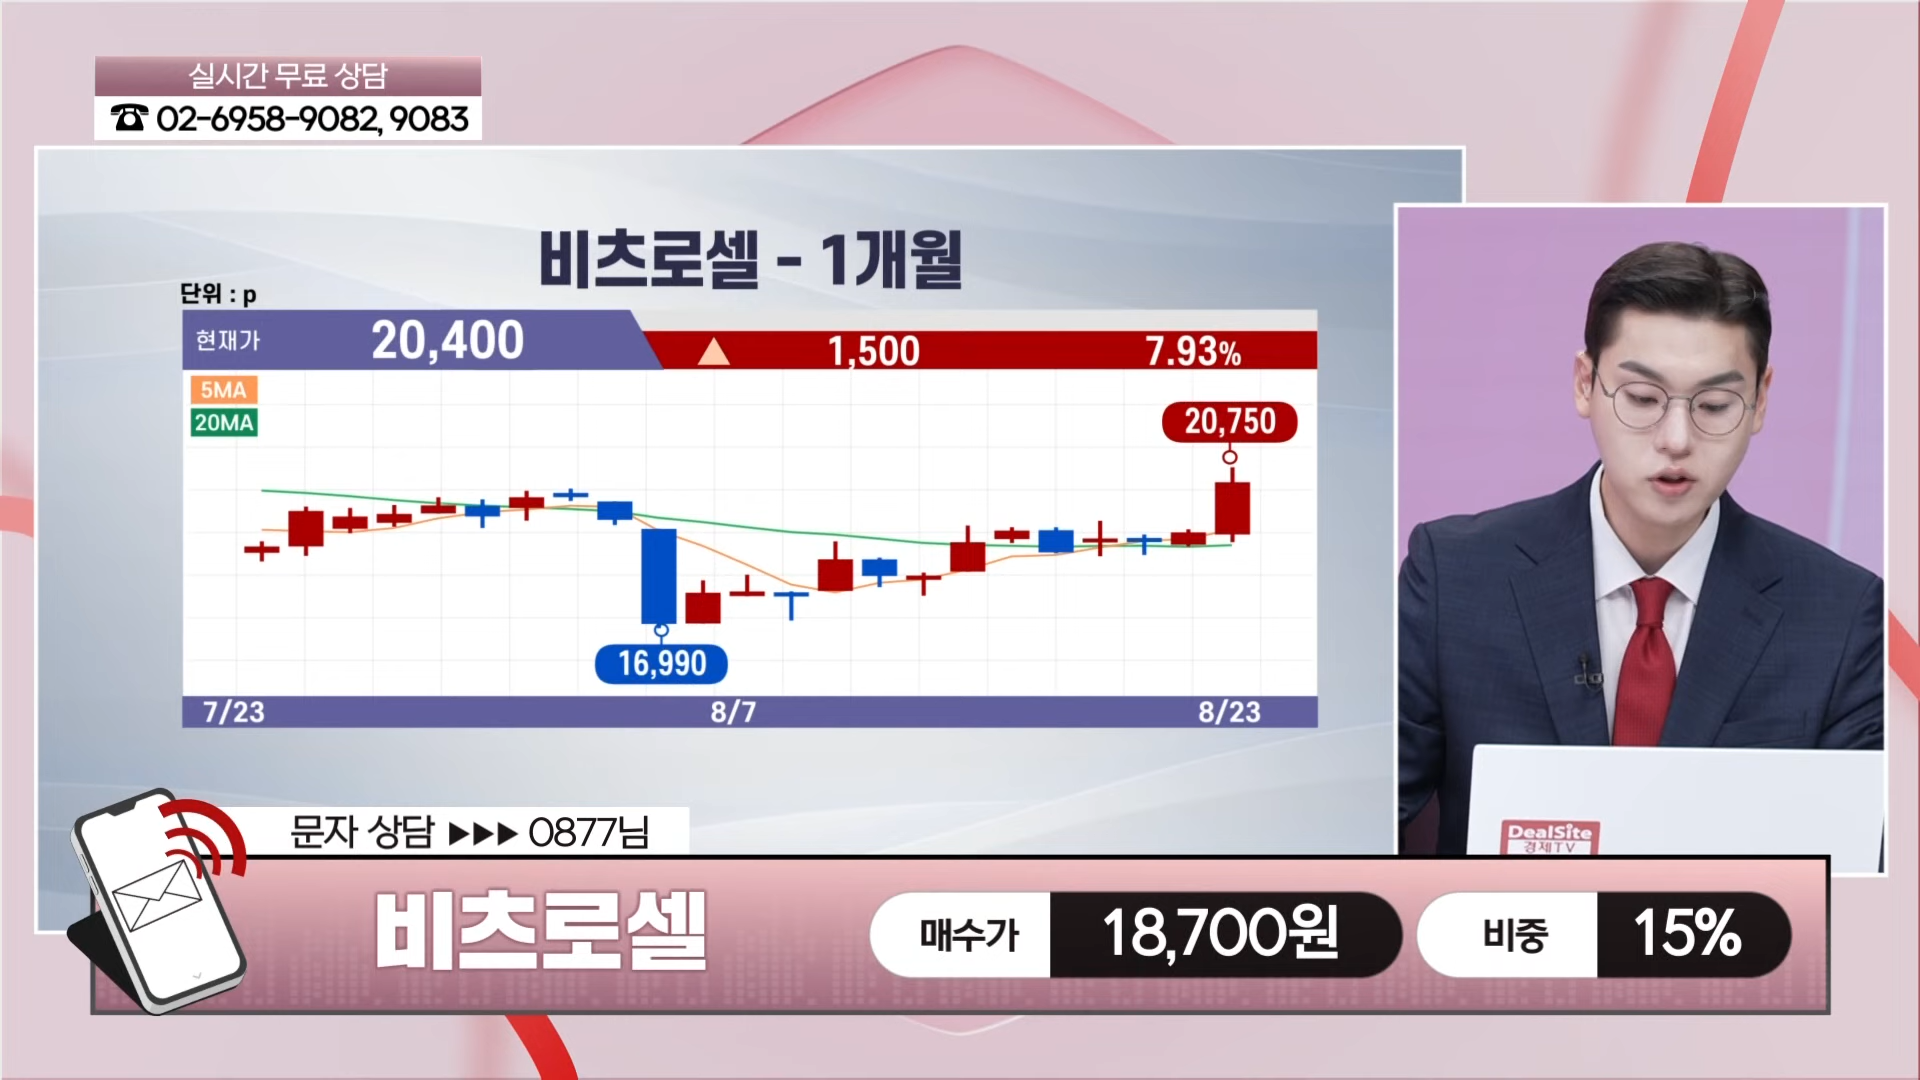 실시간 무료 상담
☎ 02-6958-9082, 9083
비츠로셀 - 1개월
단위 : p
현재가 20,400 ▲ 1,500 7.93%
5MA
20MA
20,750
16,990
7/23 8/7 8/23
DealSite
경제TV
문자 상담 ▶▶▶ 0877님
비츠로셀 매수가 18,700원 비중 15%